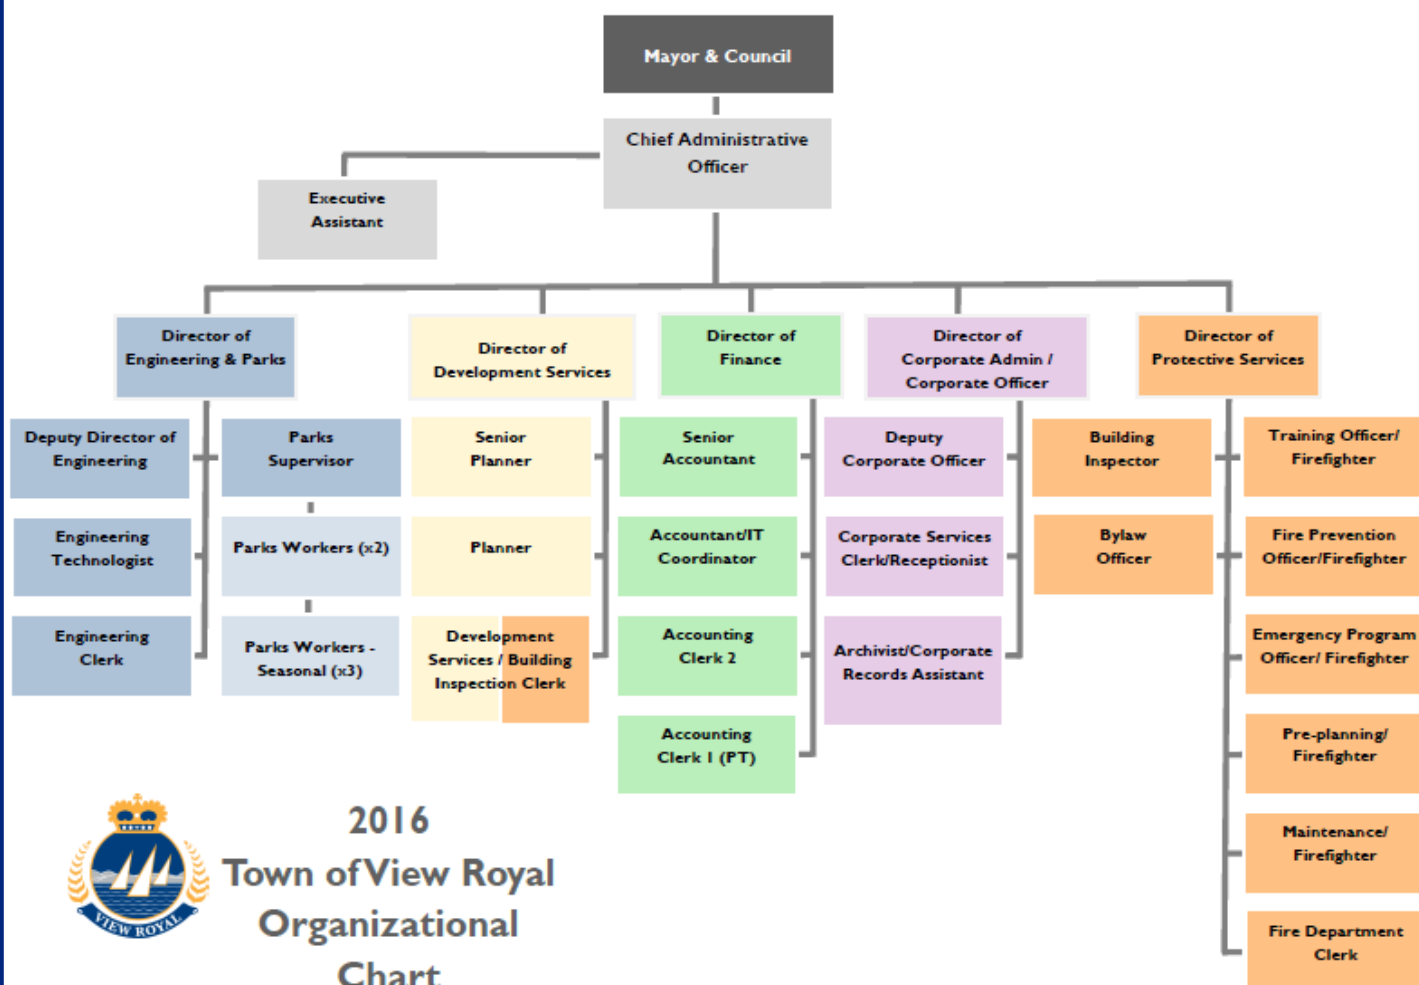 Mayor & Council
Chief Administrative
Officer
Executive
Assistant
Director of
Engineering & Parks
Director of
Development Services
Director of
Finance
Director of
Corporate Admin /
Corporate Officer
Director of
Protective Services
Deputy Director of
Engineering
Parks
Supervisor
Senior
Planner
Senior
Accountant
Deputy
Corporate Officer
Building
Inspector
Training Officer/
Firefighter
Engineering
Technologist
Parks Workers (x2)
Planner
Accountant/IT
Coordinator
Corporate Services
Clerk/Receptionist
Bylaw
Officer
Fire Prevention
Officer/Firefighter
Engineering
Clerk
Parks Workers -
Seasonal (x3)
Development
Services / Building
Inspection Clerk
Accounting
Clerk 2
Archivist/Corporate
Records Assistant
Emergency Program
Officer/ Firefighter
Accounting
Clerk 1 (PT)
Pre-planning/
Firefighter
Maintenance/
Firefighter
Fire Department
Clerk
VIEW ROYAL
2016
Town of View Royal
Organizational
Chart